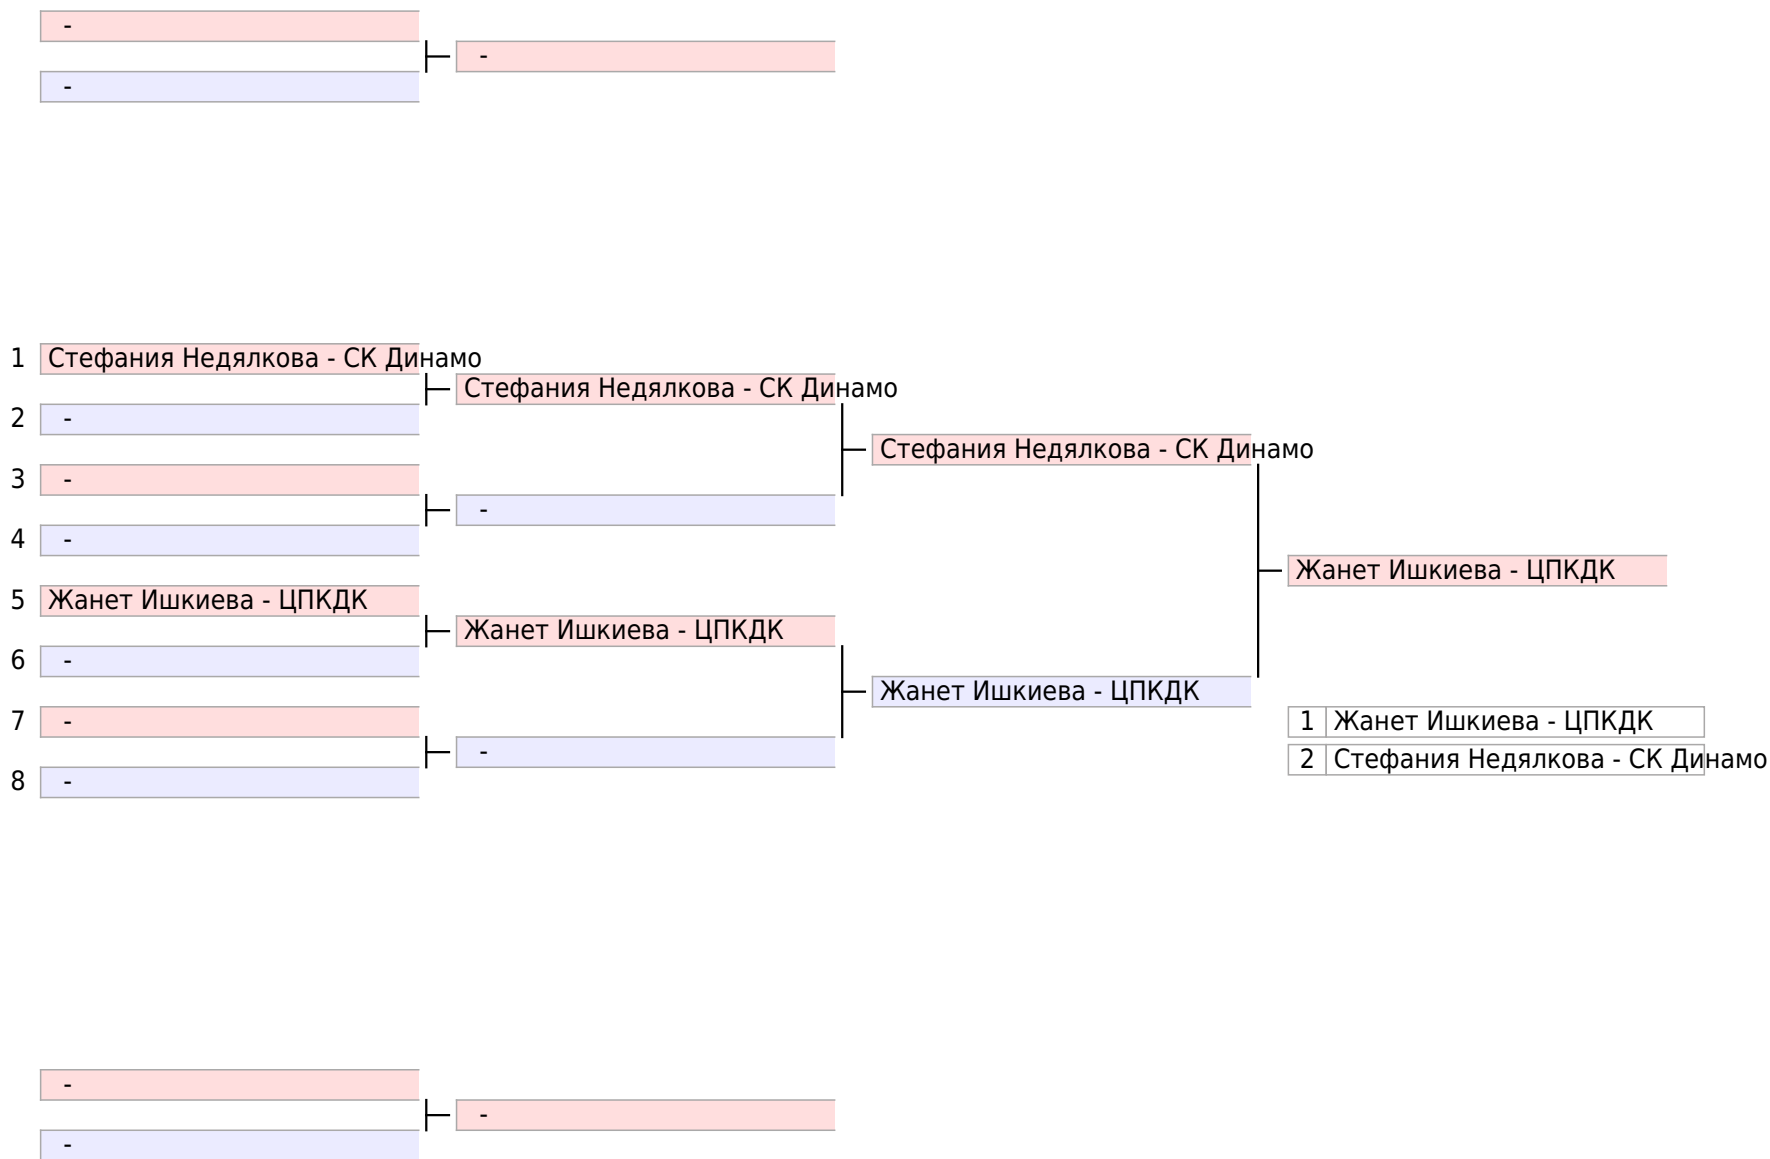 -
-
-
1 Стефания Недялкова - СК Динамо
Стефания Недялкова - СК Динамо
2 -
Стефания Недялкова - СК Динамо
3 -
-
4 -
Жанет Ишкиева - ЦПКДК
5 Жанет Ишкиева - ЦПКДК
Жанет Ишкиева - ЦПКДК
6 -
Жанет Ишкиева - ЦПКДК
7 -
1 Жанет Ишкиева - ЦПКДК
-
2 Стефания Недялкова - СК Динамо
8 -
-
-
-